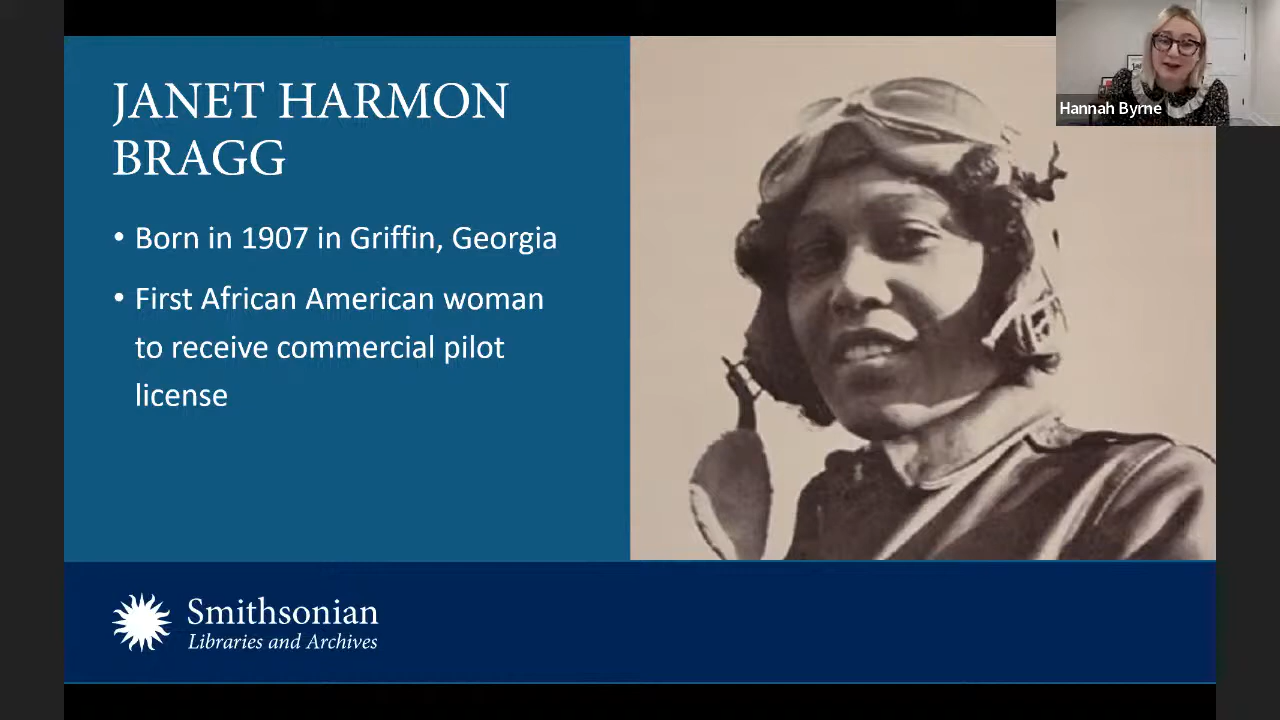 JANET HARMON
BRAGG
• Born in 1907 in Griffin, Georgia
• First African American woman
to receive commercial pilot
license
Smithsonian
Libraries and Archives
Hannah Byrne